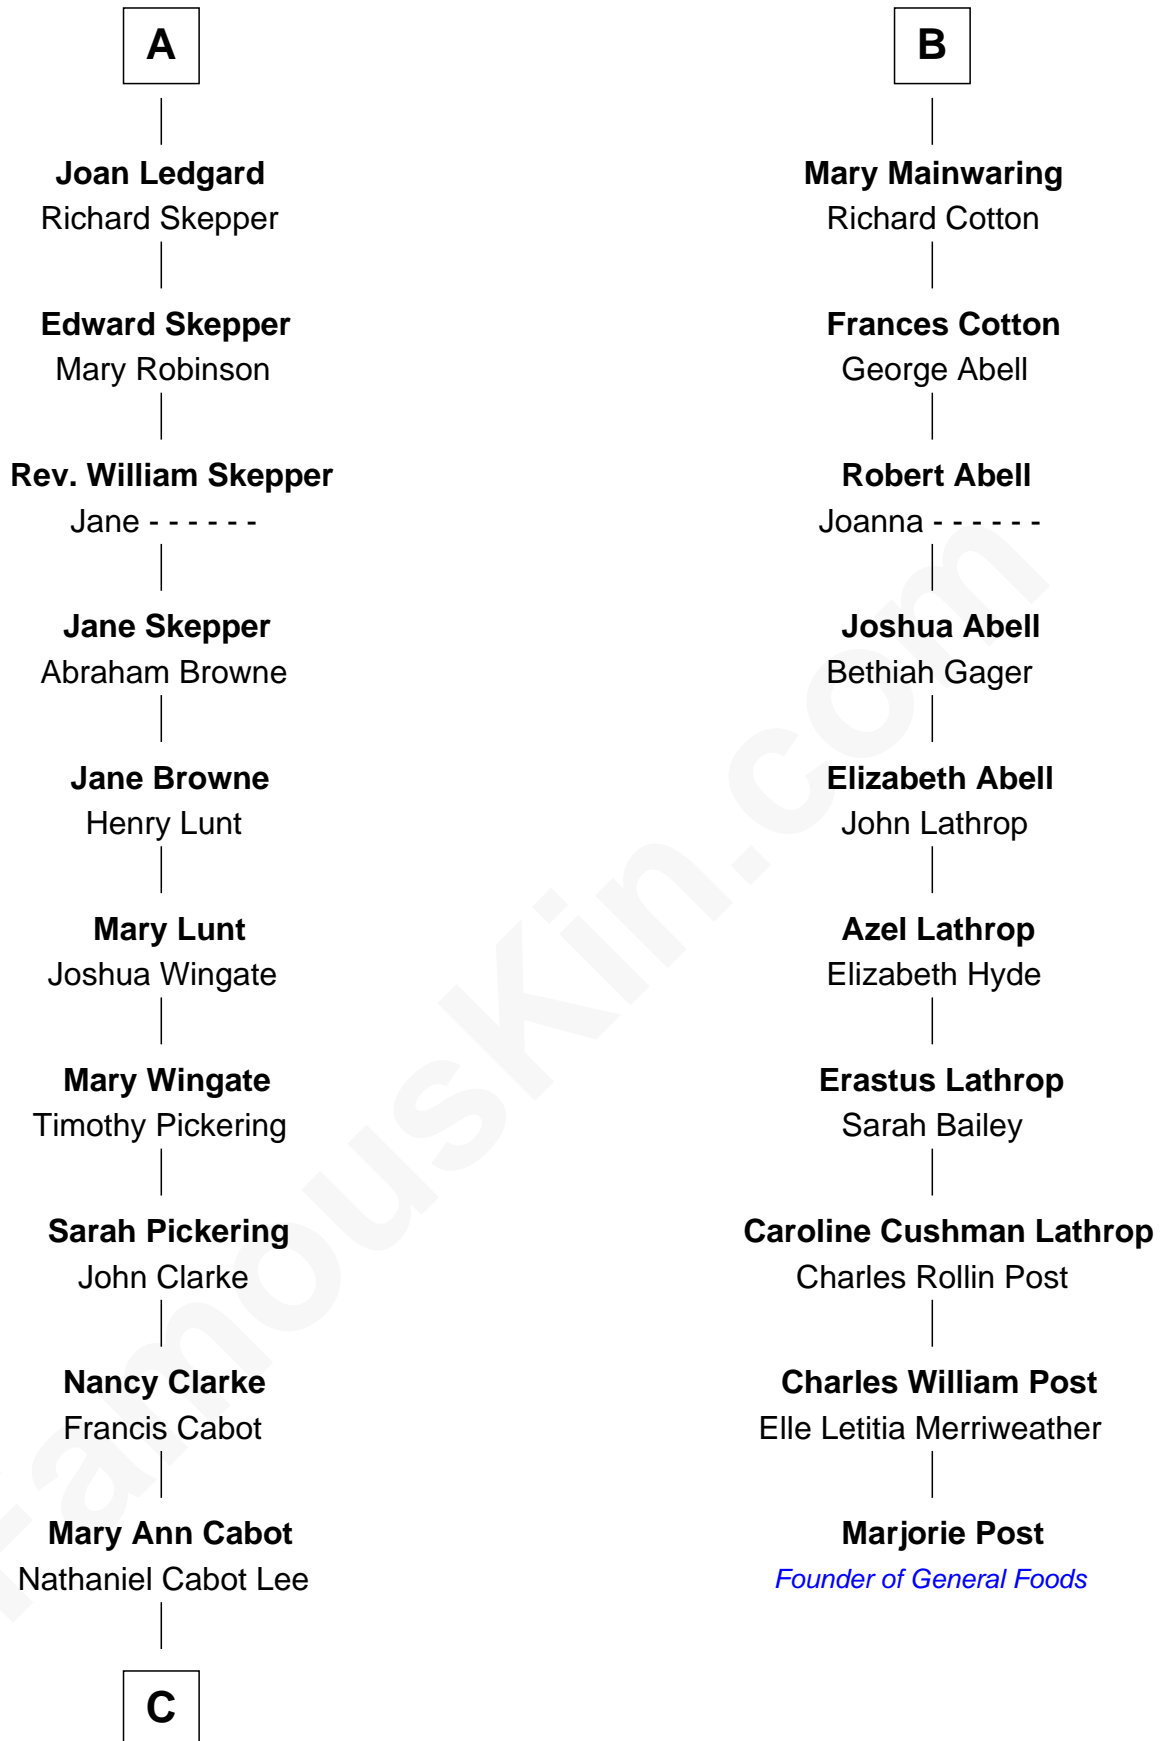 A
Joan Ledgard
Richard Skepper
Edward Skepper
Mary Robinson
Rev. William Skepper
Jane - - - - - -
Jane Skepper
Abraham Browne
Jane Browne
Henry Lunt
Mary Lunt
Joshua Wingate
Mary Wingate
Timothy Pickering
Sarah Pickering
John Clarke
Nancy Clarke
Francis Cabot
Mary Ann Cabot
Nathaniel Cabot Lee
C
B
Mary Mainwaring
Richard Cotton
Frances Cotton
George Abell
Robert Abell
Joanna - - - - - -
Joshua Abell
Bethiah Gager
Elizabeth Abell
John Lathrop
Azel Lathrop
Elizabeth Hyde
Erastus Lathrop
Sarah Bailey
Caroline Cushman Lathrop
Charles Rollin Post
Charles William Post
Elle Letitia Merriweather
Marjorie Post
Founder of General Foods
FamousKin.com